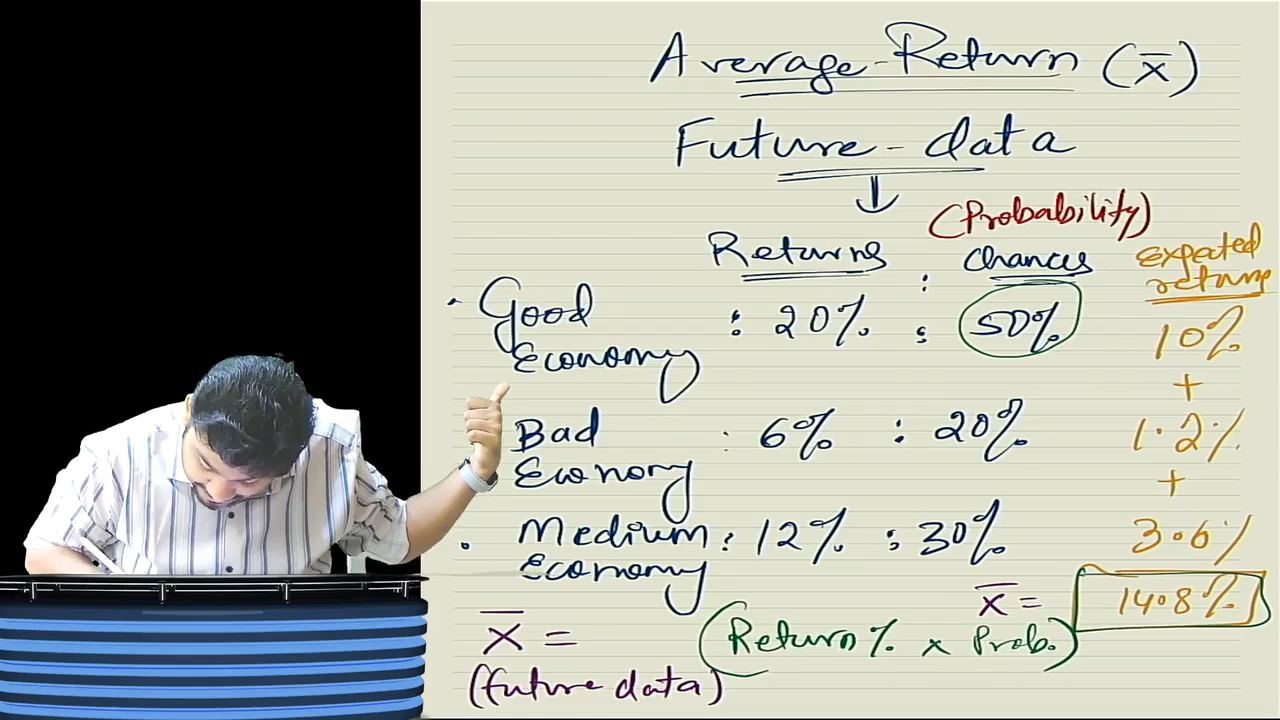 Average-Return (x̄)
Future-data
↓
(Probability)
Returns : Chances Expected
return
Good : 20% : 50% 10%
Economy +
Bad : 6% : 20% 1.2%
Economy +
Medium : 12% : 30% 3.6%
Economy
x̄ = 14.8%
x̄ = (Return% × Prob.)
(future data)